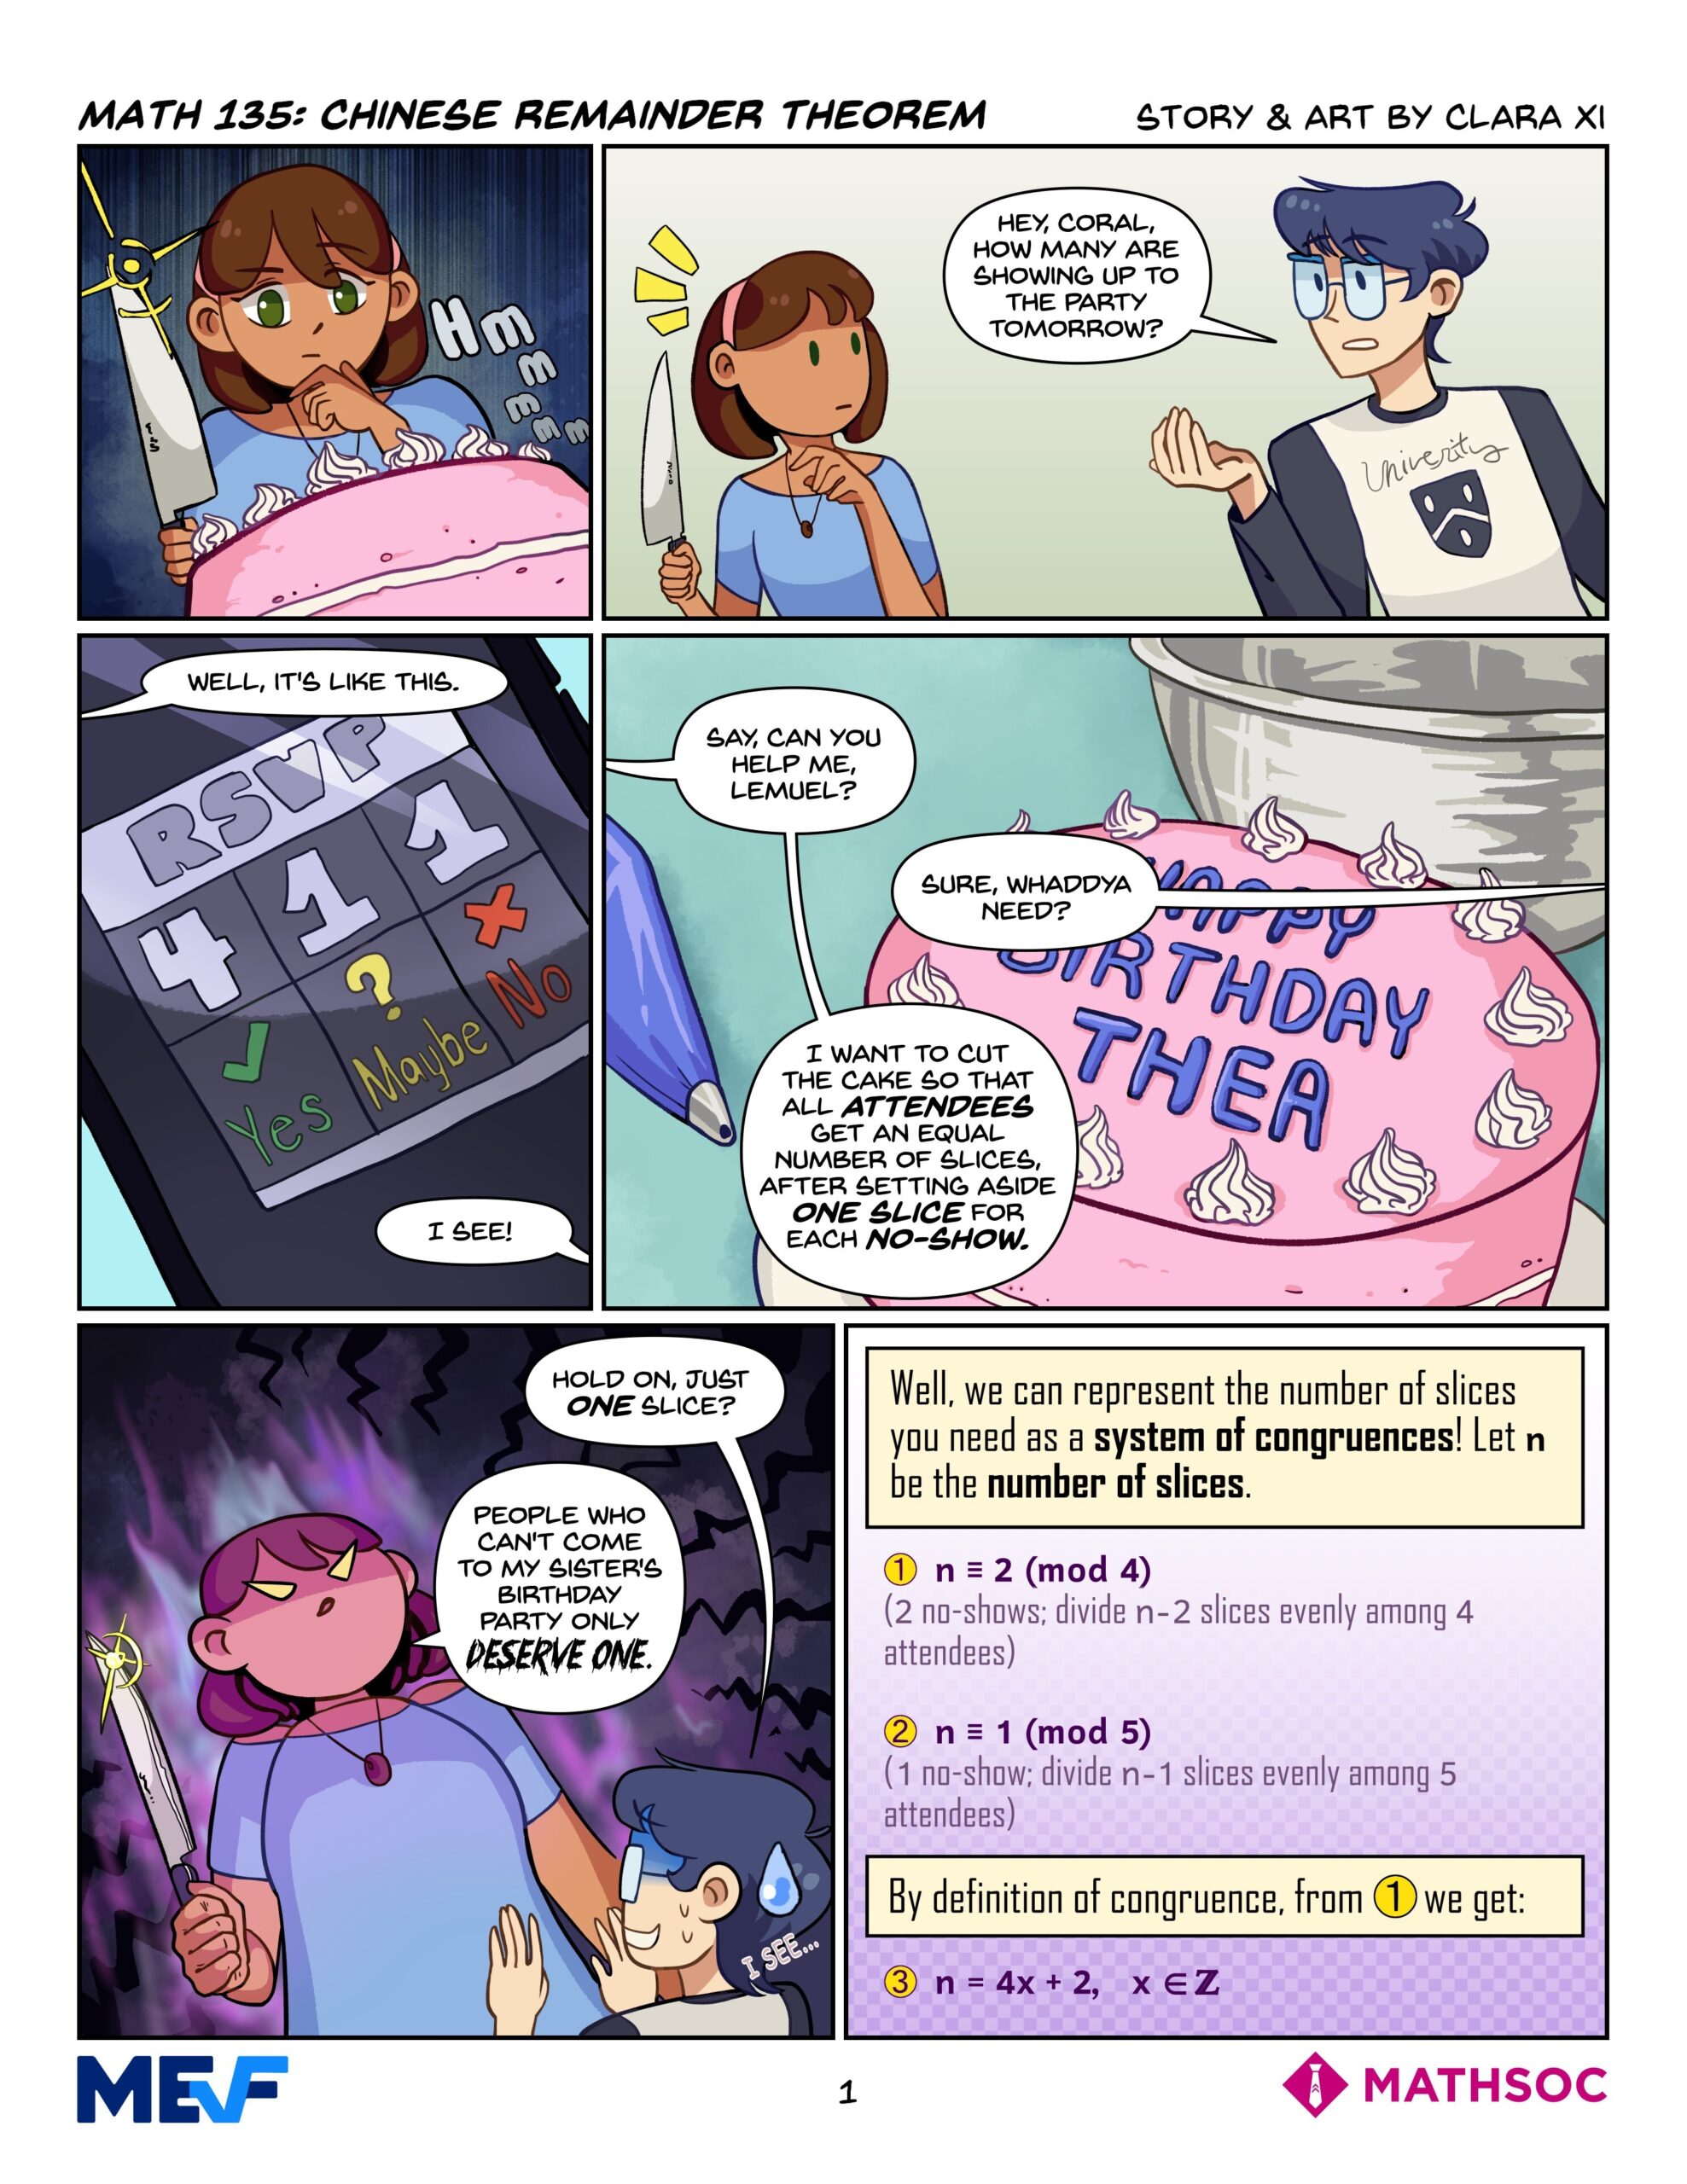 MATH 135: CHINESE REMAINDER THEOREM
STORY & ART BY CLARA XI
Hmmmmm
HEY, CORAL,
HOW MANY ARE
SHOWING UP TO
THE PARTY
TOMORROW?
University
WELL, IT'S LIKE THIS.
RSVP
4 1 1
? 
Yes Maybe No
I SEE!
SAY, CAN YOU
HELP ME,
LEMUEL?
SURE, WHADDYA
NEED?
HAPPY
BIRTHDAY
THEA
I WANT TO CUT
THE CAKE SO THAT
ALL ATTENDEES
GET AN EQUAL
NUMBER OF SLICES,
AFTER SETTING ASIDE
ONE SLICE FOR
EACH NO-SHOW.
HOLD ON, JUST
ONE SLICE?
PEOPLE WHO
CAN'T COME
TO MY SISTER'S
BIRTHDAY
PARTY ONLY
DESERVE ONE.
I SEE...
Well, we can represent the number of slices
you need as a system of congruences! Let n
be the number of slices.
① n ≡ 2 (mod 4)
(2 no-shows; divide n-2 slices evenly among 4
attendees)
② n ≡ 1 (mod 5)
(1 no-show; divide n-1 slices evenly among 5
attendees)
By definition of congruence, from ① we get:
③ n = 4x + 2, x ∈ ℤ
MEF
1
MATHSOC